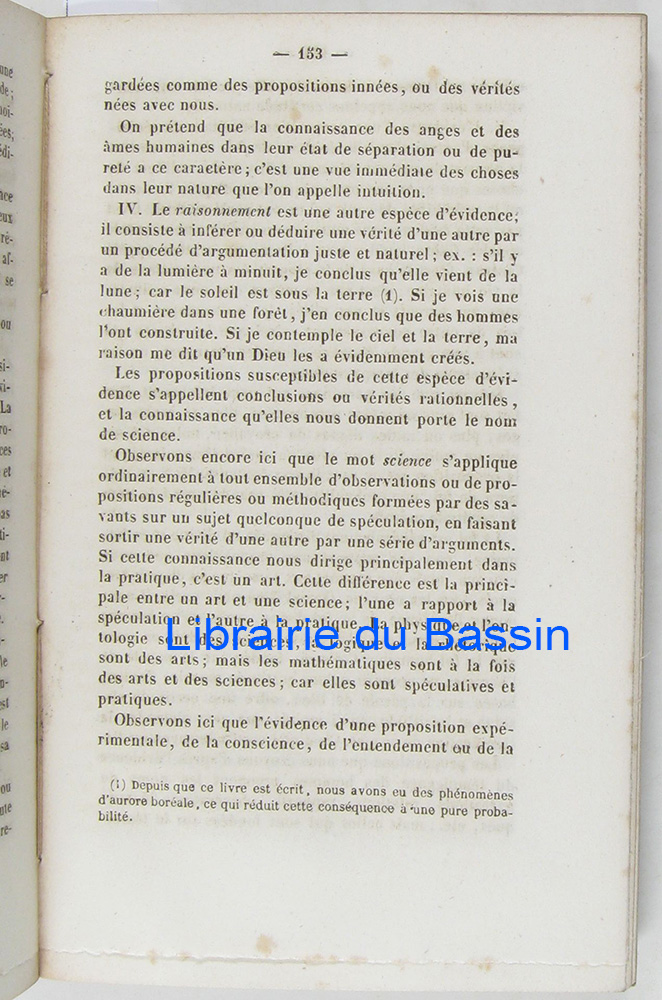 — 153 —
gardées comme des propositions innées, ou des vérités
nées avec nous.
On prétend que la connaissance des anges et des
âmes humaines dans leur état de séparation ou de pu-
reté a ce caractère ; c'est une vue immédiate des choses
dans leur nature que l'on appelle intuition.
IV. Le raisonnement est une autre espèce d'évidence,
il consiste à inférer ou déduire une vérité d'une autre par
un procédé d'argumentation juste et naturel ; ex. : s'il y
a de la lumière à minuit, je conclus qu'elle vient de la
lune ; car le soleil est sous la terre (1). Si je vois une
chaumière dans une forêt, j'en conclus que des hommes
l'ont construite. Si je contemple le ciel et la terre, ma
raison me dit qu'un Dieu les a évidemment créés.
Les propositions susceptibles de cette espèce d'évi-
dence s'appellent conclusions ou vérités rationnelles,
et la connaissance qu'elles nous donnent porte le nom
de science.
Observons encore ici que le mot science s'applique
ordinairement à tout ensemble d'observations ou de pro-
positions régulières ou méthodiques formées par des sa-
vants sur un sujet quelconque de spéculation, en faisant
sortir une vérité d'une autre par une série d'arguments.
Si cette connaissance nous dirige principalement dans
la pratique, c'est un art. Cette différence est la princi-
pale entre un art et une science ; l'une a rapport à la
spéculation et l'autre à la pratique. La physique et l'on-
tologie sont des sciences, la logique et la rhétorique
Librairie du Bassin
sont des arts ; mais les mathématiques sont à la fois
des arts et des sciences ; car elles sont spéculatives et
pratiques.
Observons ici que l'évidence d'une proposition expé-
rimentale, de la conscience, de l'entendement ou de la
(1) Depuis que ce livre est écrit, nous avons eu des phénomènes
d'aurore boréale, ce qui réduit cette conséquence à une pure proba-
bilité.